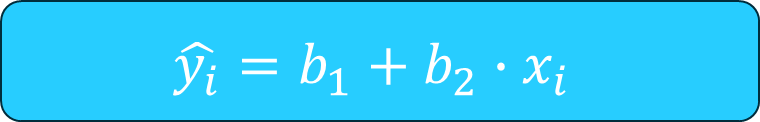 ŷᵢ = b₁ + b₂ · xᵢ